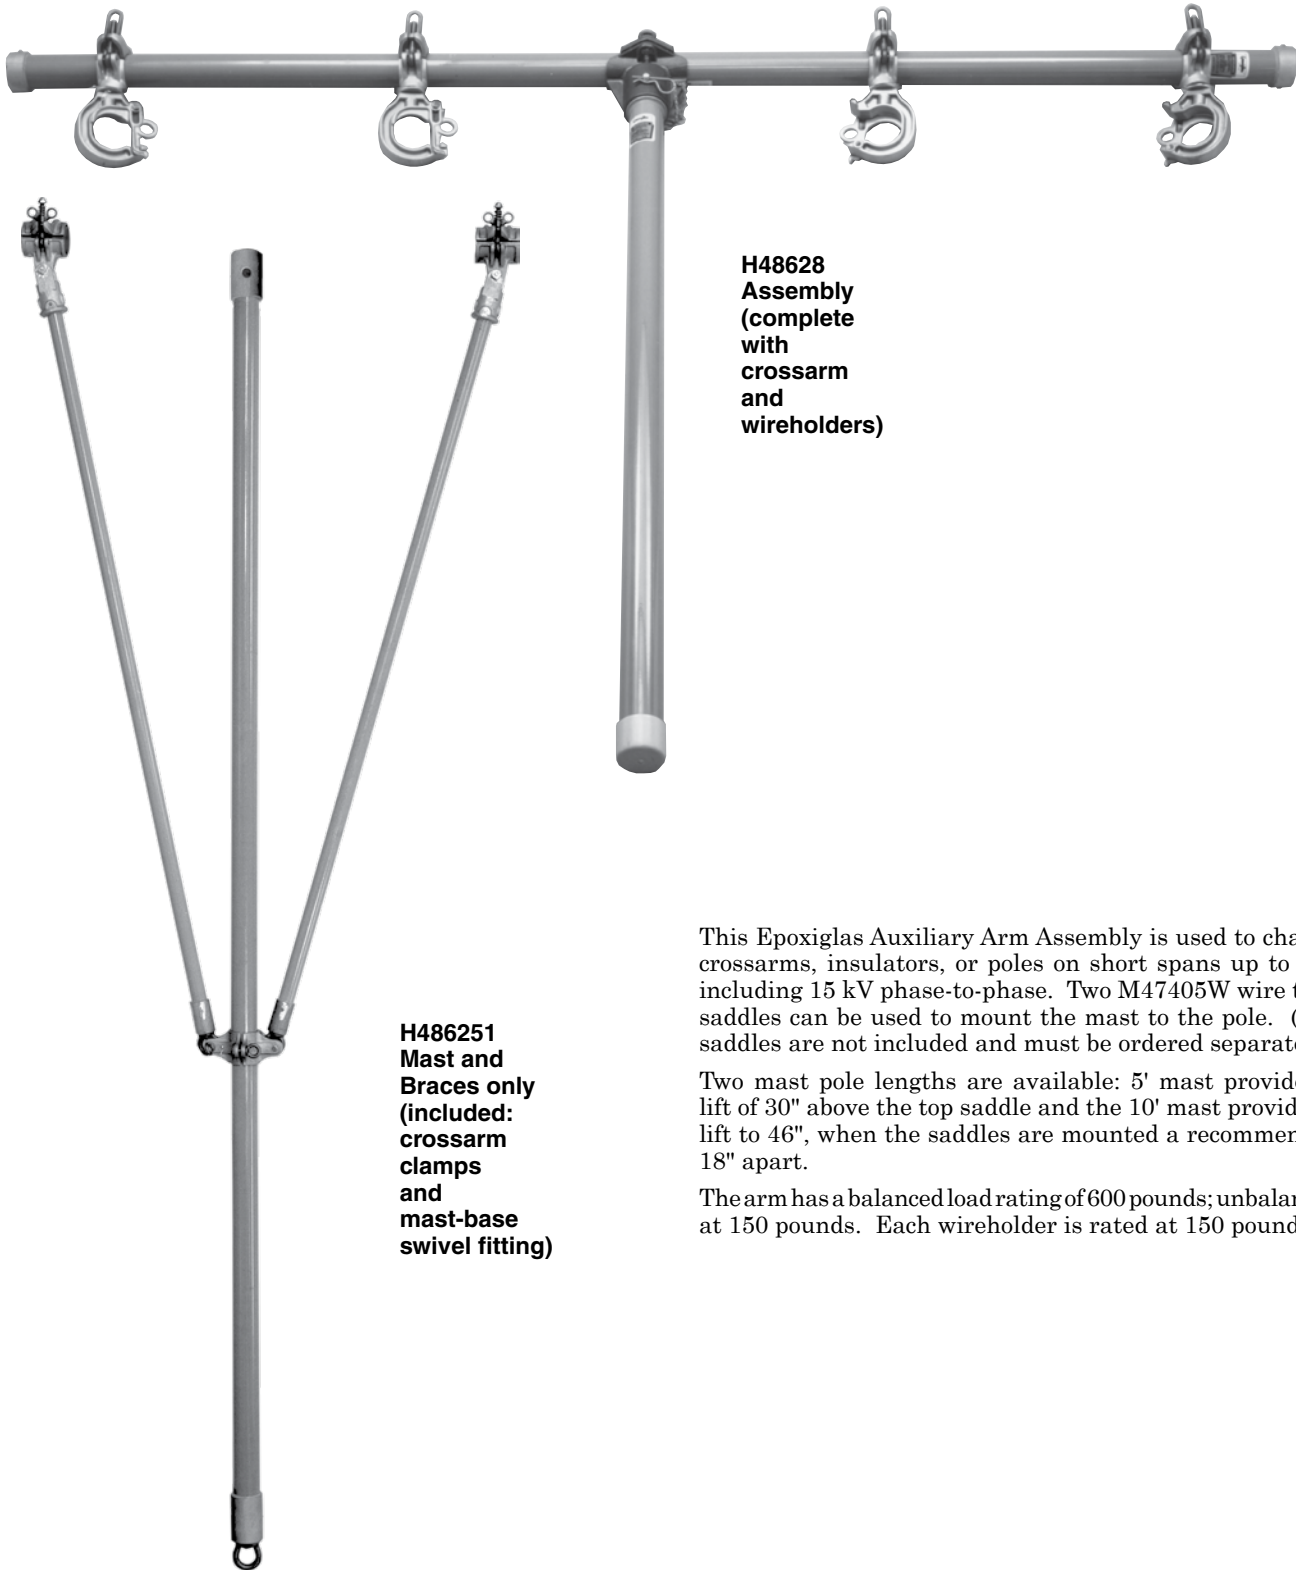 H48628
Assembly
(complete
with
crossarm
and
wireholders)
H486251
Mast and
Braces only
(included:
crossarm
clamps
and
mast-base
swivel fitting)
This Epoxiglas Auxiliary Arm Assembly is used to cha
crossarms, insulators, or poles on short spans up to
including 15 kV phase-to-phase. Two M47405W wire t
saddles can be used to mount the mast to the pole. (
saddles are not included and must be ordered separate
Two mast pole lengths are available: 5' mast provide
lift of 30" above the top saddle and the 10' mast provid
lift to 46", when the saddles are mounted a recommen
18" apart.
The arm has a balanced load rating of 600 pounds; unbalan
at 150 pounds. Each wireholder is rated at 150 pound